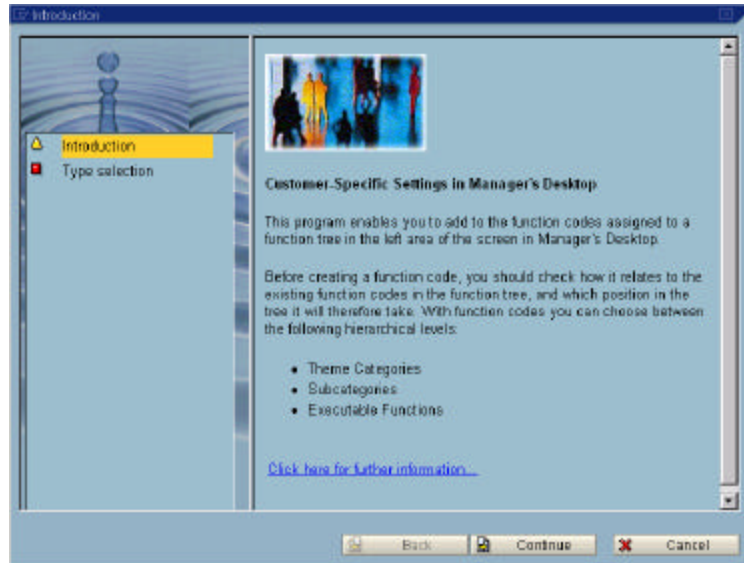 Introduction
Introduction
Type selection
Customer-Specific Settings in Manager's Desktop
This program enables you to add to the function codes assigned to a
function tree in the left area of the screen in Manager's Desktop.
Before creating a function code, you should check how it relates to the
existing function codes in the function tree, and which position in the
tree it will therefore take. With function codes you can choose between
the following hierarchical levels:
• Theme Categories
• Subcategories
• Executable Functions
Click here for further information...
Back
Continue
Cancel